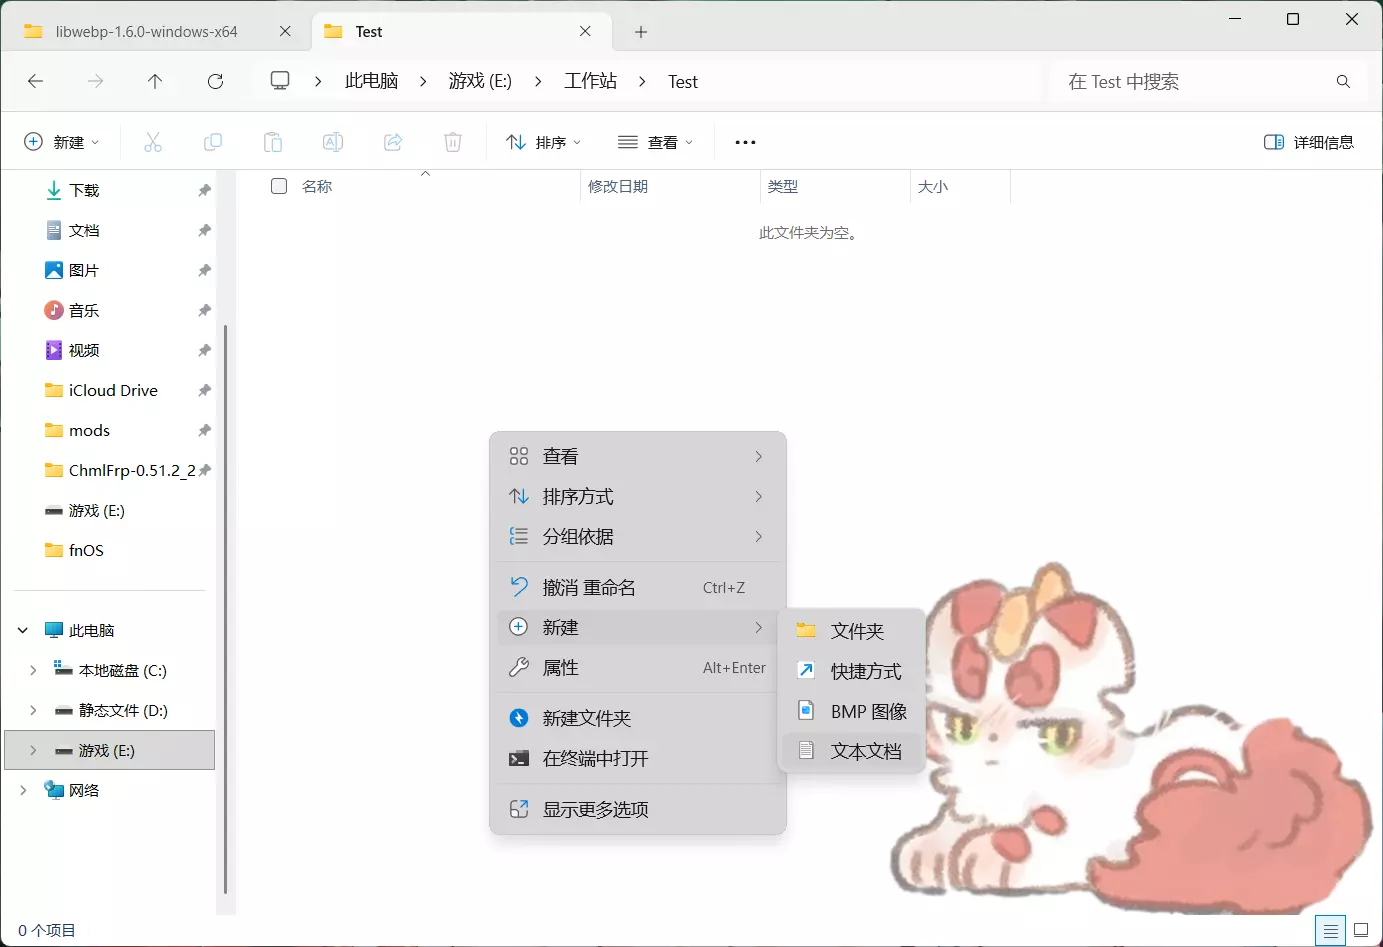 libwebp-1.6.0-windows-x64
Test
此电脑
游戏 (E:)
工作站
Test
在 Test 中搜索
新建
排序
查看
详细信息
名称
修改日期
类型
大小
此文件夹为空。
下载
文档
图片
音乐
视频
iCloud Drive
mods
ChmlFrp-0.51.2_2
游戏 (E:)
fnOS
此电脑
本地磁盘 (C:)
静态文件 (D:)
游戏 (E:)
网络
查看
排序方式
分组依据
撤消 重命名 Ctrl+Z
新建
属性 Alt+Enter
新建文件夹
在终端中打开
显示更多选项
文件夹
快捷方式
BMP 图像
文本文档
0 个项目